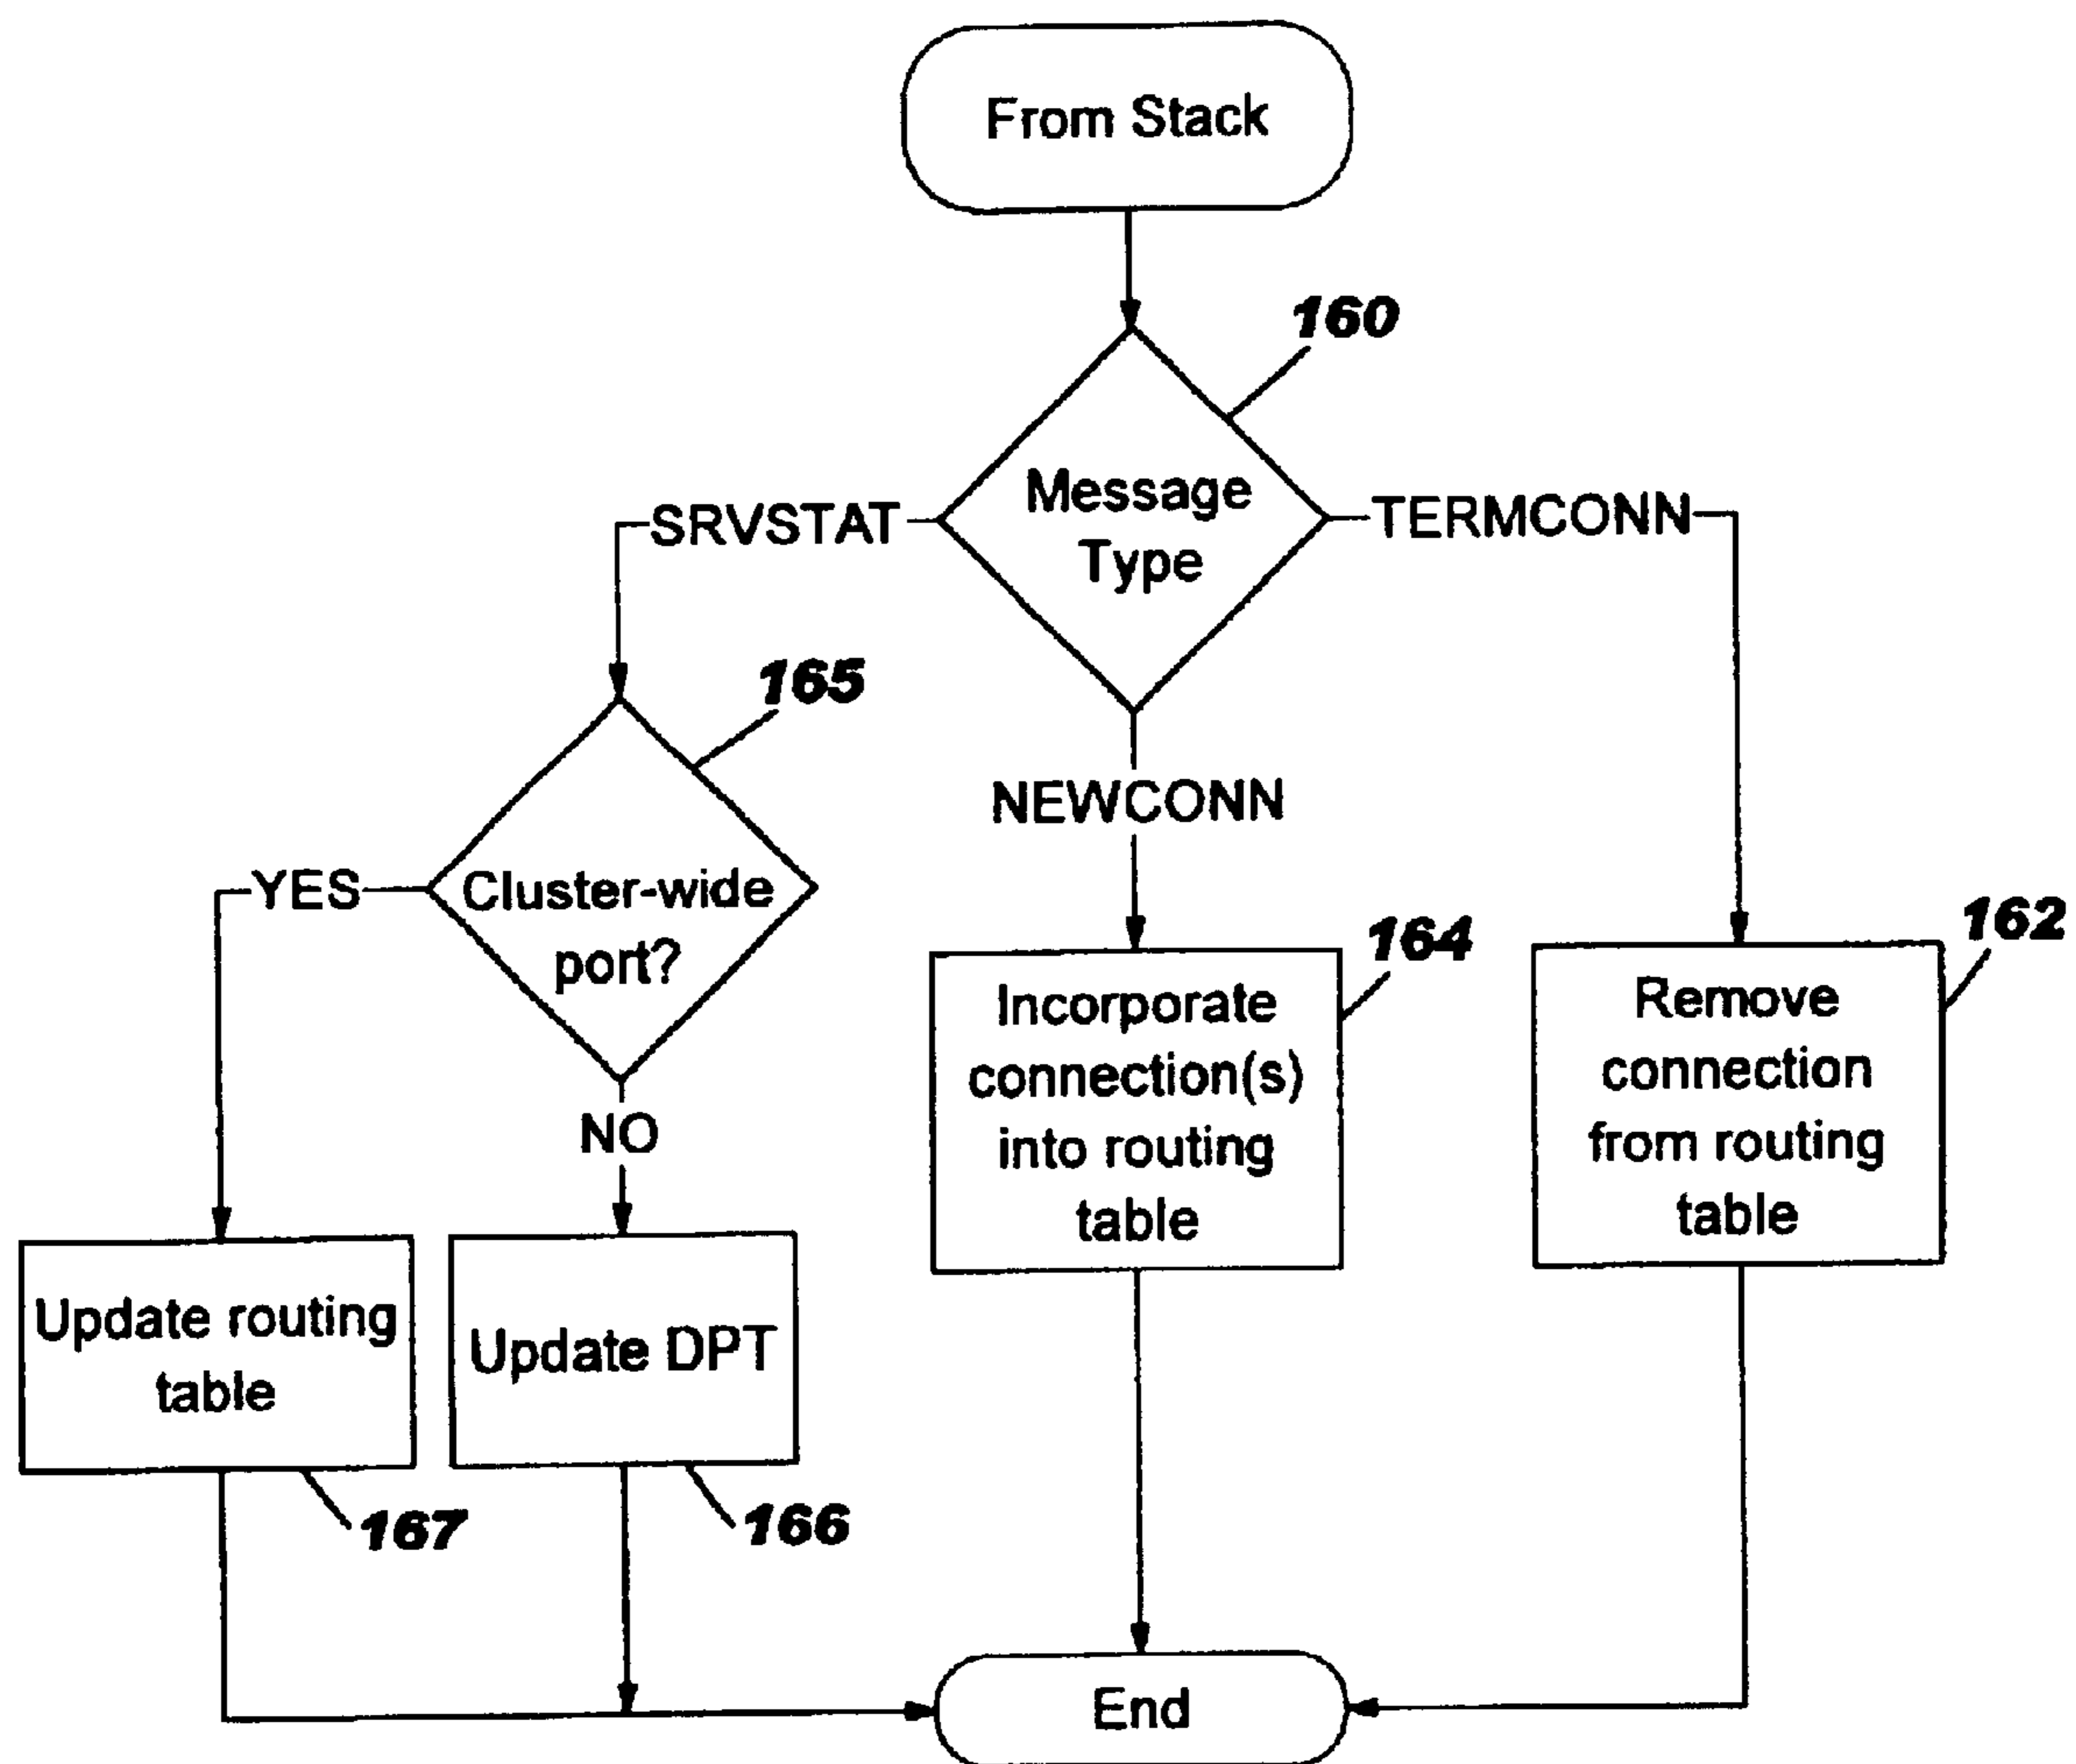 From Stack
160
Message
Type
SRVSTAT
TERMCONN
165
NEWCONN
YES
Cluster-wide
port?
NO
164
162
Incorporate
connection(s)
into routing
table
Remove
connection
from routing
table
Update routing
table
Update DPT
167
166
End